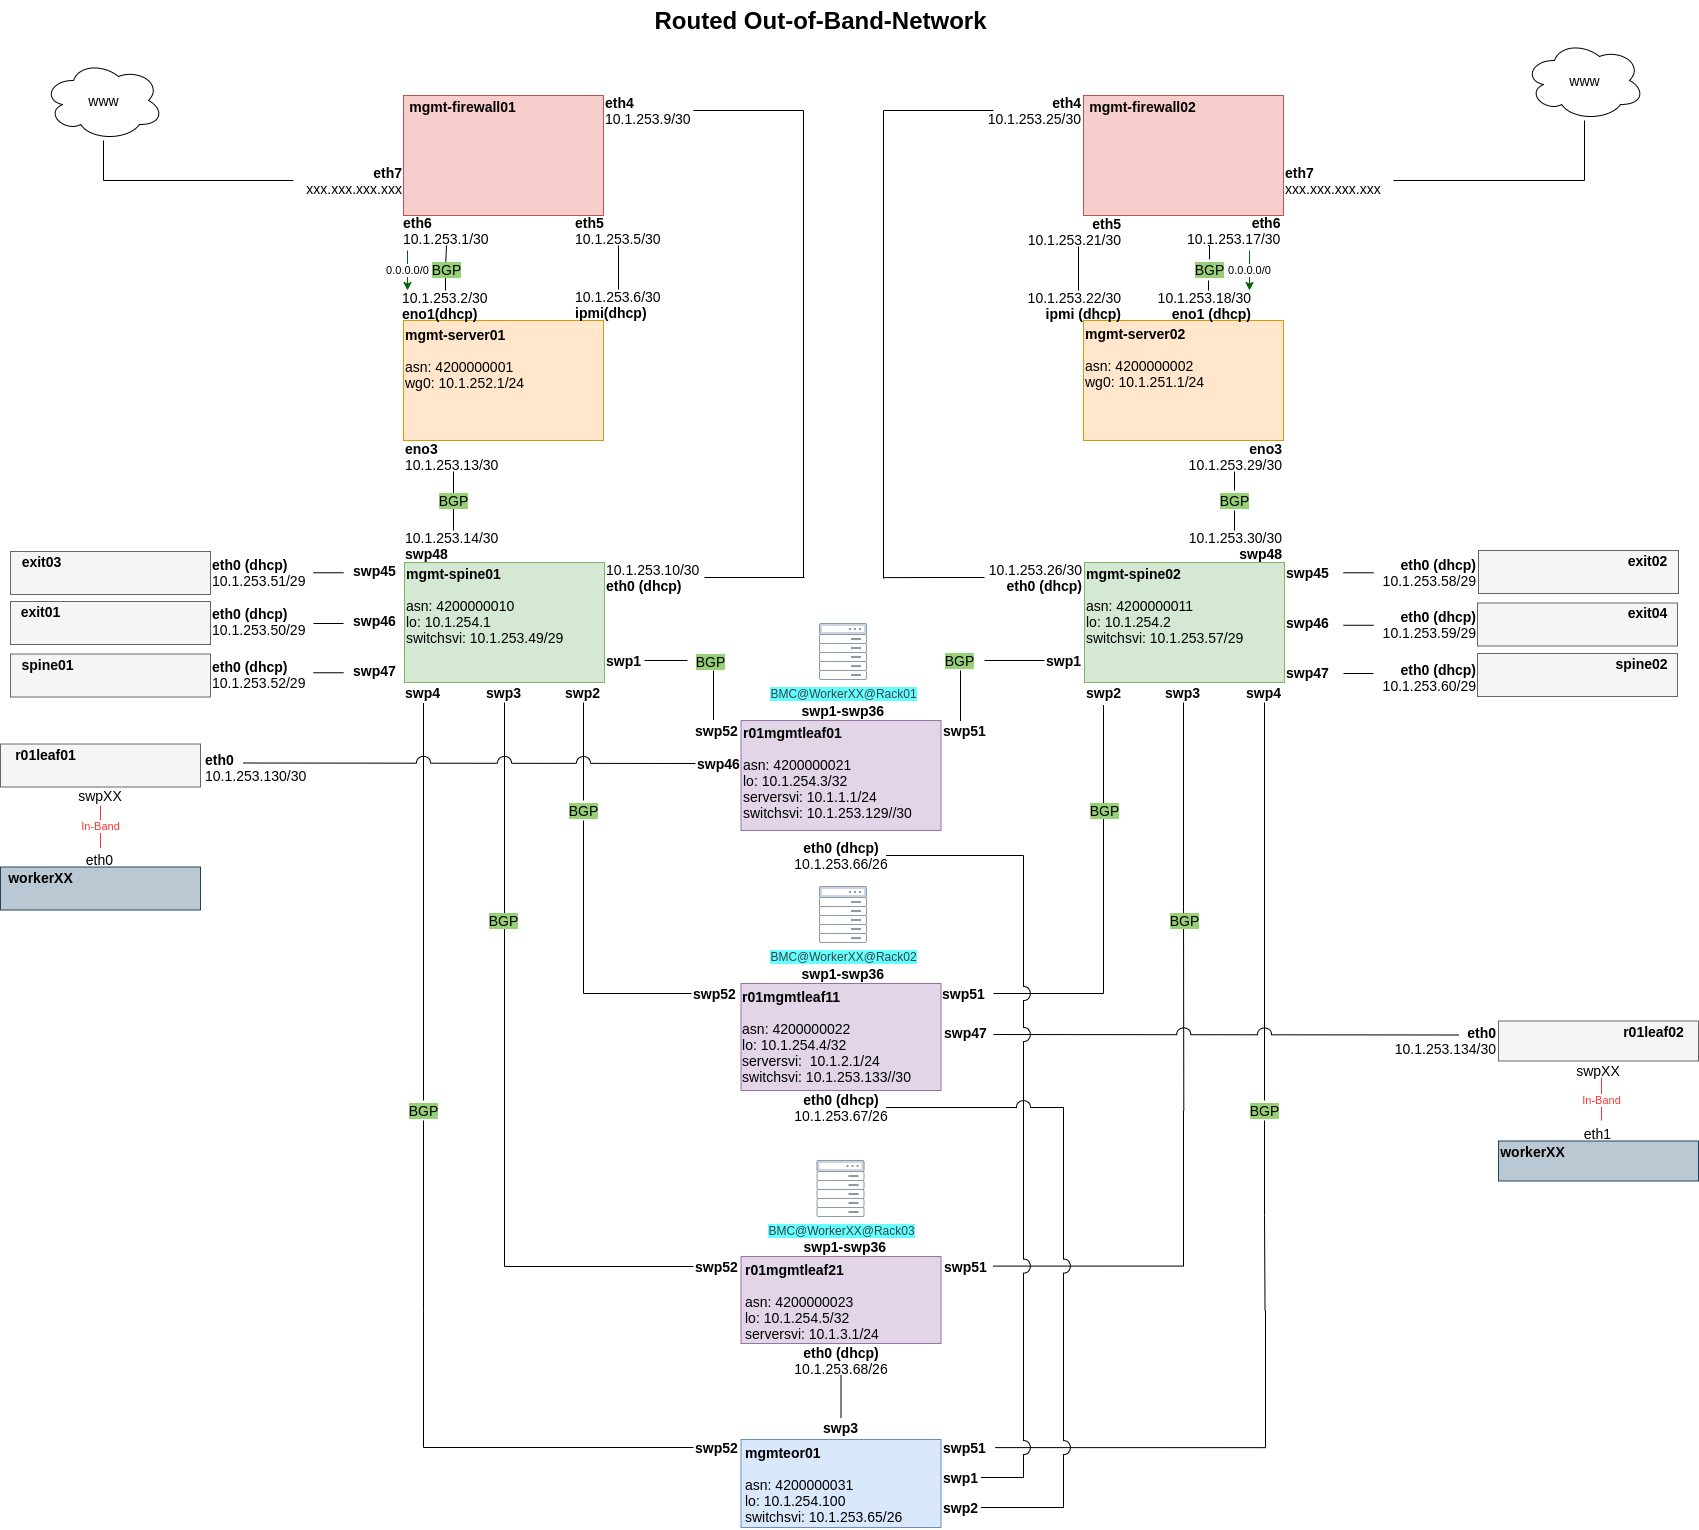 Routed Out-of-Band-Network
www
www
mgmt-firewall01
eth4
10.1.253.9/30
eth7
xxx.xxx.xxx.xxx
eth6
10.1.253.1/30
eth5
10.1.253.5/30
0.0.0.0/0
BGP
10.1.253.2/30
eno1(dhcp)
10.1.253.6/30
ipmi(dhcp)
mgmt-server01
asn: 4200000001
wg0: 10.1.252.1/24
eno3
10.1.253.13/30
BGP
10.1.253.14/30
swp48
eth4
10.1.253.25/30
mgmt-firewall02
eth7
xxx.xxx.xxx.xxx
eth5
10.1.253.21/30
eth6
10.1.253.17/30
BGP
0.0.0.0/0
10.1.253.22/30
ipmi (dhcp)
10.1.253.18/30
eno1 (dhcp)
mgmt-server02
asn: 4200000002
wg0: 10.1.251.1/24
eno3
10.1.253.29/30
BGP
10.1.253.30/30
swp48
exit03
eth0 (dhcp)
10.1.253.51/29
swp45
exit01
eth0 (dhcp)
10.1.253.50/29
swp46
spine01
eth0 (dhcp)
10.1.253.52/29
swp47
mgmt-spine01
asn: 4200000010
lo: 10.1.254.1
switchsvi: 10.1.253.49/29
10.1.253.10/30
eth0 (dhcp)
swp1
BGP
swp4
swp3
swp2
10.1.253.26/30
eth0 (dhcp)
mgmt-spine02
asn: 4200000011
lo: 10.1.254.2
switchsvi: 10.1.253.57/29
BGP
swp1
swp2
swp3
swp4
swp45
eth0 (dhcp)
10.1.253.58/29
exit02
swp46
eth0 (dhcp)
10.1.253.59/29
exit04
swp47
eth0 (dhcp)
10.1.253.60/29
spine02
BMC@WorkerXX@Rack01
swp1-swp36
swp52
swp51
swp46
r01mgmtleaf01
asn: 4200000021
lo: 10.1.254.3/32
serversvi: 10.1.1.1/24
switchsvi: 10.1.253.129//30
eth0 (dhcp)
10.1.253.66/26
r01leaf01
eth0
10.1.253.130/30
swpXX
In-Band
eth0
workerXX
BGP
BGP
BGP
BGP
BMC@WorkerXX@Rack02
swp1-swp36
swp52
swp51
swp47
r01mgmtleaf11
asn: 4200000022
lo: 10.1.254.4/32
serversvi:  10.1.2.1/24
switchsvi: 10.1.253.133//30
eth0 (dhcp)
10.1.253.67/26
eth0
10.1.253.134/30
r01leaf02
swpXX
In-Band
eth1
workerXX
BGP
BGP
BMC@WorkerXX@Rack03
swp1-swp36
swp52
swp51
r01mgmtleaf21
asn: 4200000023
lo: 10.1.254.5/32
serversvi: 10.1.3.1/24
eth0 (dhcp)
10.1.253.68/26
swp3
swp52
swp51
swp1
swp2
mgmteor01
asn: 4200000031
lo: 10.1.254.100
switchsvi: 10.1.253.65/26